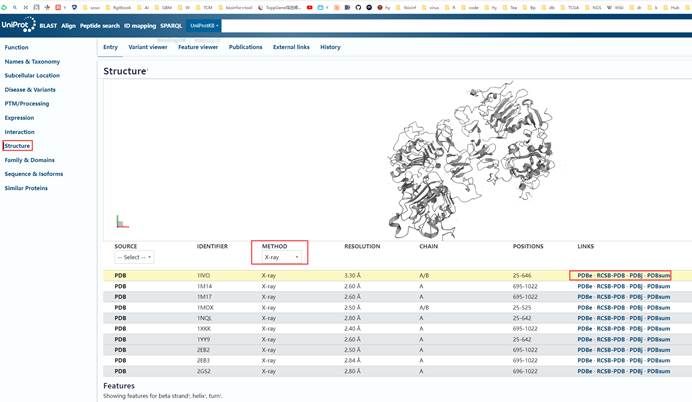 UniProt BLAST Align Peptide search ID mapping SPARQL UniProtKB
Function
Names & Taxonomy
Subcellular Location
Disease & Variants
PTM/Processing
Expression
Interaction
Structure
Family & Domains
Sequence & Isoforms
Similar Proteins
Entry Variant viewer Feature viewer Publications External links History
Structure
SOURCE IDENTIFIER METHOD RESOLUTION CHAIN POSITIONS LINKS
-- Select -- X-ray
PDB 1IVO X-ray 3.30 Å A/B 25-646 PDBe · RCSB-PDB · PDBj · PDBsum
PDB 1M14 X-ray 2.60 Å A 695-1022 PDBe · RCSB-PDB · PDBj · PDBsum
PDB 1M17 X-ray 2.60 Å A 695-1022 PDBe · RCSB-PDB · PDBj · PDBsum
PDB 1MOX X-ray 2.50 Å A/B 25-525 PDBe · RCSB-PDB · PDBj · PDBsum
PDB 1NQL X-ray 2.80 Å A 25-642 PDBe · RCSB-PDB · PDBj · PDBsum
PDB 1XKK X-ray 2.40 Å A 695-1022 PDBe · RCSB-PDB · PDBj · PDBsum
PDB 1YY9 X-ray 2.60 Å A 25-642 PDBe · RCSB-PDB · PDBj · PDBsum
PDB 2EB2 X-ray 2.50 Å A 695-1022 PDBe · RCSB-PDB · PDBj · PDBsum
PDB 2EB3 X-ray 2.84 Å A 695-1022 PDBe · RCSB-PDB · PDBj · PDBsum
PDB 2GS2 X-ray 2.80 Å A 696-1022 PDBe · RCSB-PDB · PDBj · PDBsum
Features
Showing features for beta strand, helix, turn.